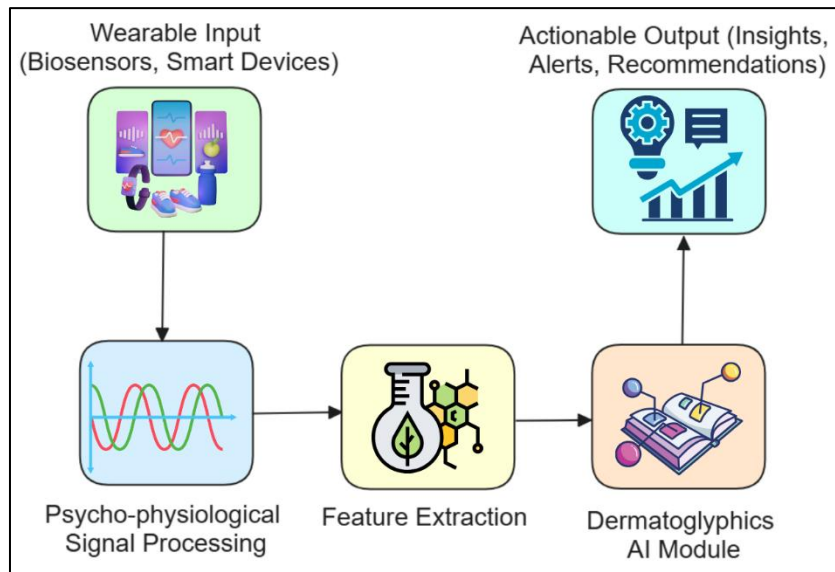 Wearable Input
(Biosensors, Smart Devices)
Actionable Output (Insights,
Alerts, Recommendations)
Psycho-physiological
Signal Processing
Feature Extraction
Dermatoglyphics
AI Module